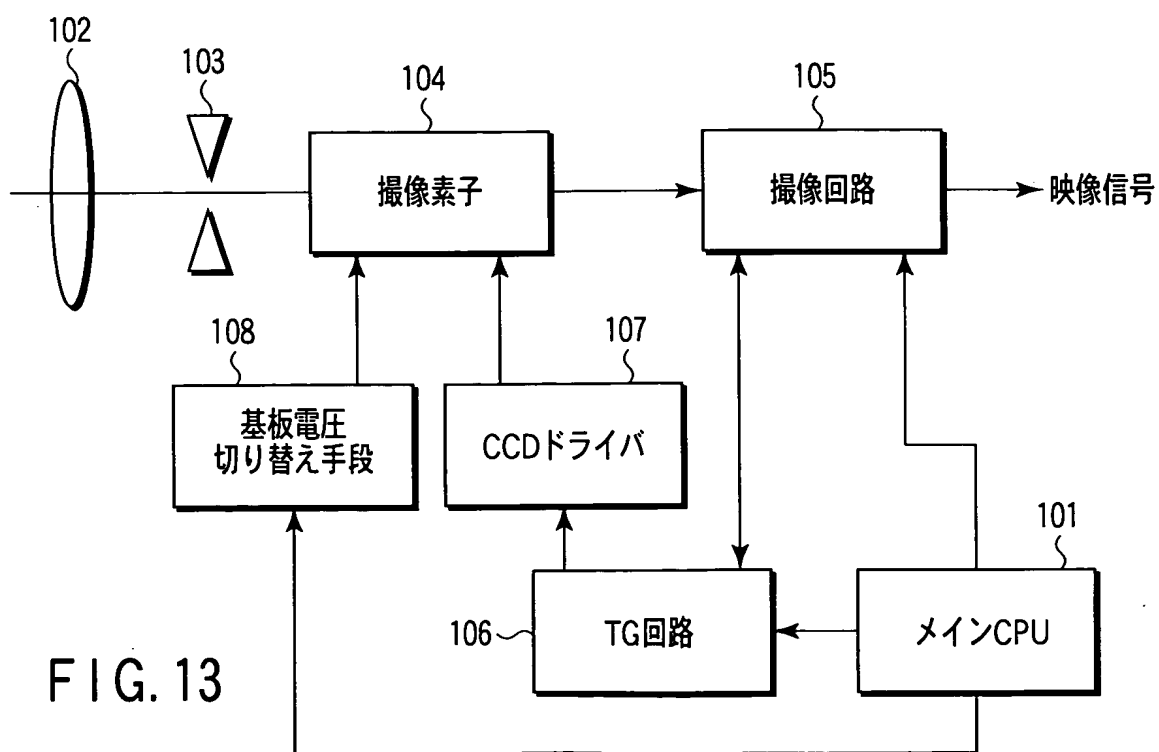 102
103
104
105
撮像素子
撮像回路
映像信号
108
107
基板電圧
切り替え手段
CCDドライバ
101
106
TG回路
メインCPU
FIG. 13